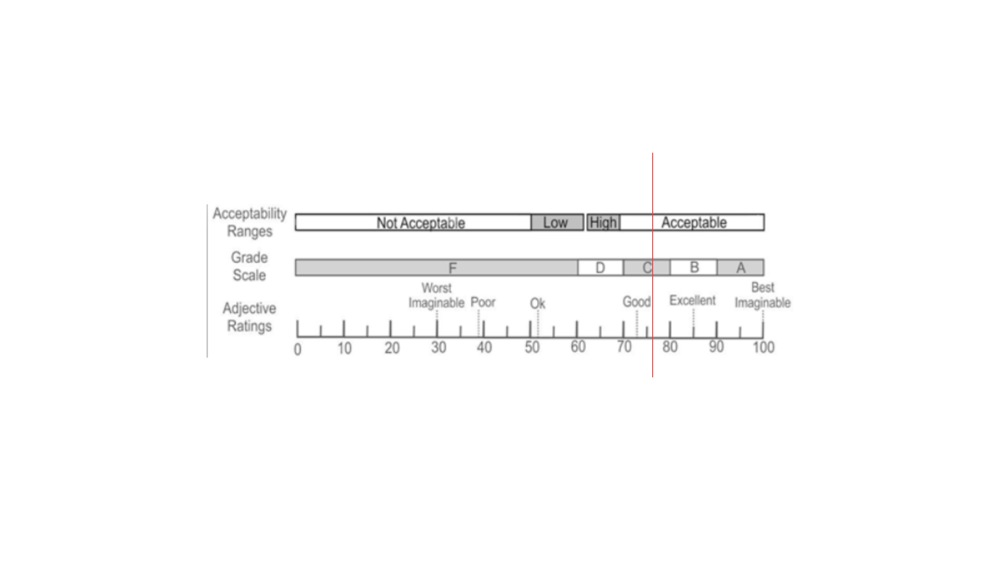 Acceptability
Ranges
Not Acceptable
Low
High
Acceptable
Grade
Scale
F
D
C
B
A
Adjective
Ratings
Worst
Imaginable
Poor
Ok
Good
Excellent
Best
Imaginable
0 10 20 30 40 50 60 70 80 90 100